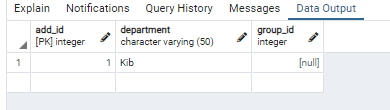 Explain Notifications Query History Messages Data Output
add_id department group_id
[PK] integer character varying (50) integer
1 1 Kib [null]